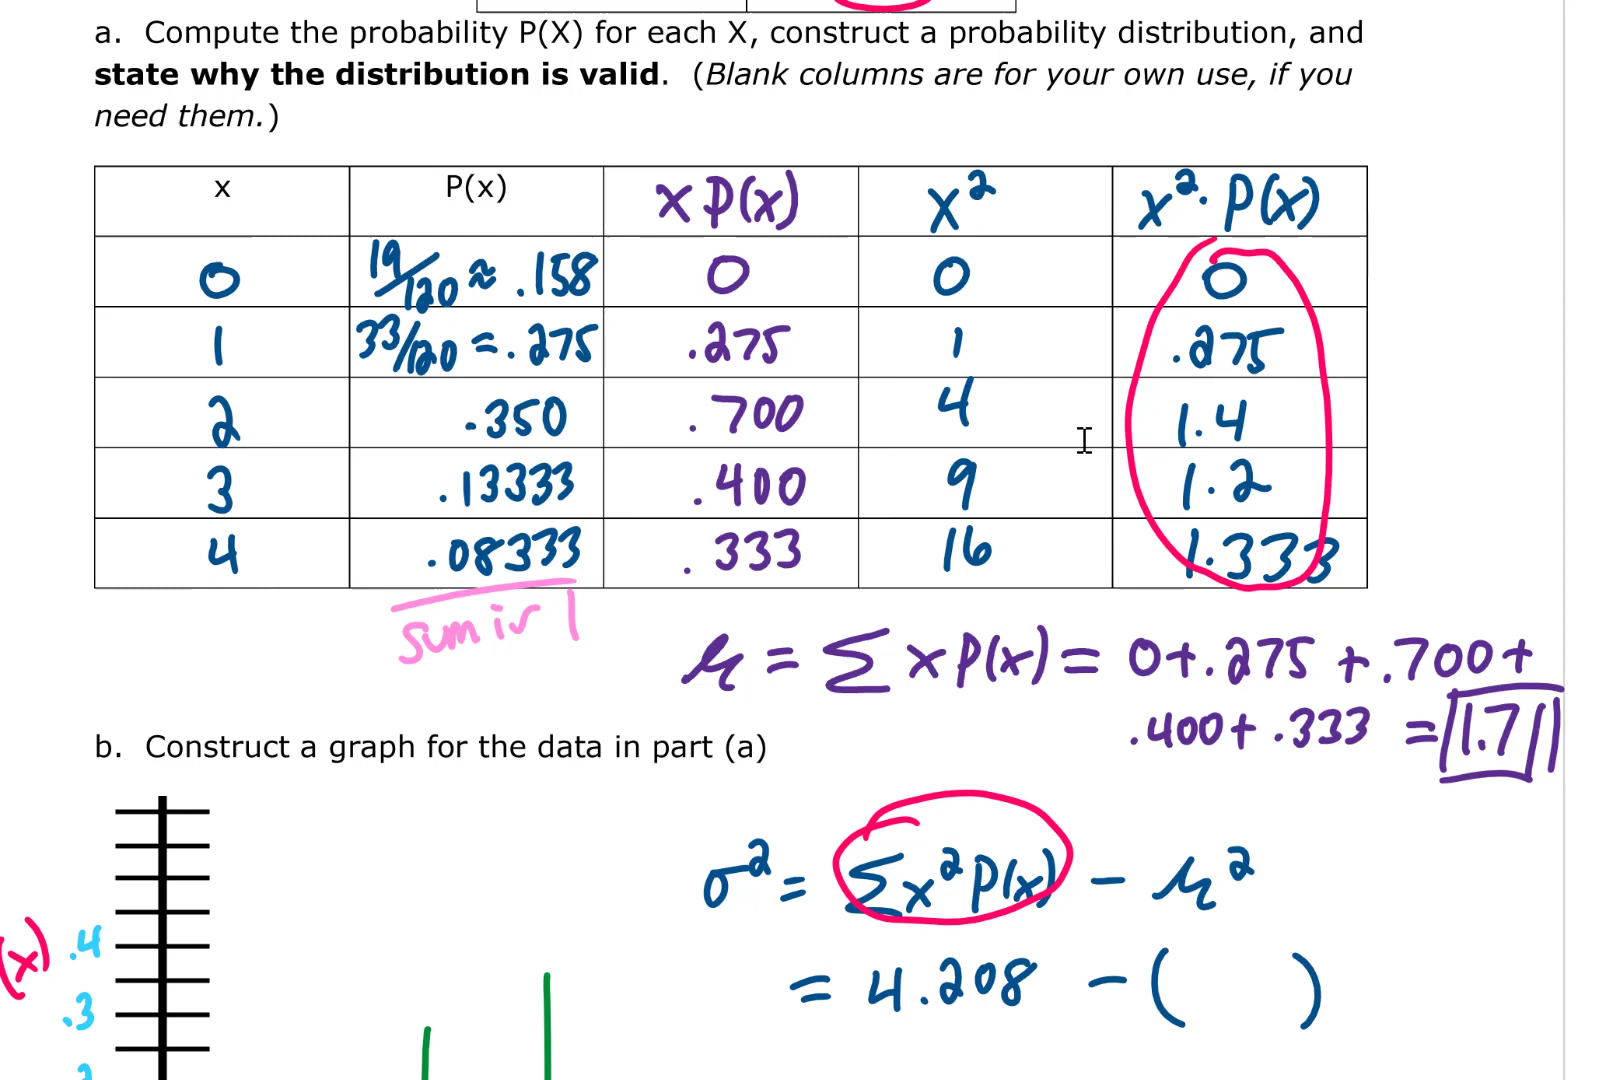 a. Compute the probability P(X) for each X, construct a probability distribution, and
state why the distribution is valid. (Blank columns are for your own use, if you
need them.)
x P(x) x P(x) x² x²· P(x)
0 19/120 ≈ .158 0 0 0
1 33/120 = .275 .275 1 .275
2 .350 .700 4 1.4
3 .13333 .400 9 1.2
4 .08333 .333 16 1.333
sum is 1
μ = Σ x P(x) = 0+.275 + .700 +
.400 + .333 = 1.71
b. Construct a graph for the data in part (a)
σ² = Σx² P(x) - μ²
= 4.208 - ( )
(x) .4
.3